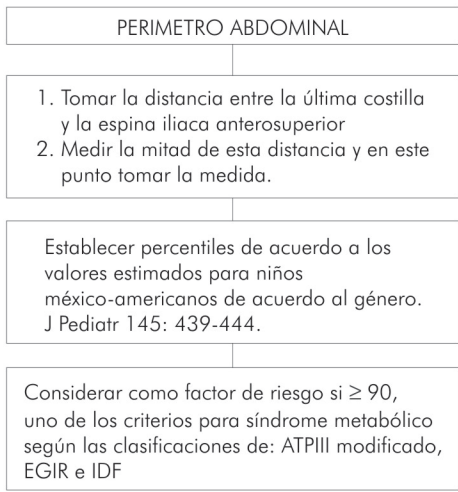 PERIMETRO ABDOMINAL
1. Tomar la distancia entre la última costilla
y la espina iliaca anterosuperior
2. Medir la mitad de esta distancia y en este
punto tomar la medida.
Establecer percentiles de acuerdo a los
valores estimados para niños
méxico-americanos de acuerdo al género.
J Pediatr 145: 439-444.
Considerar como factor de riesgo si ≥ 90,
uno de los criterios para síndrome metabólico
según las clasificaciones de: ATPIII modificado,
EGIR e IDF